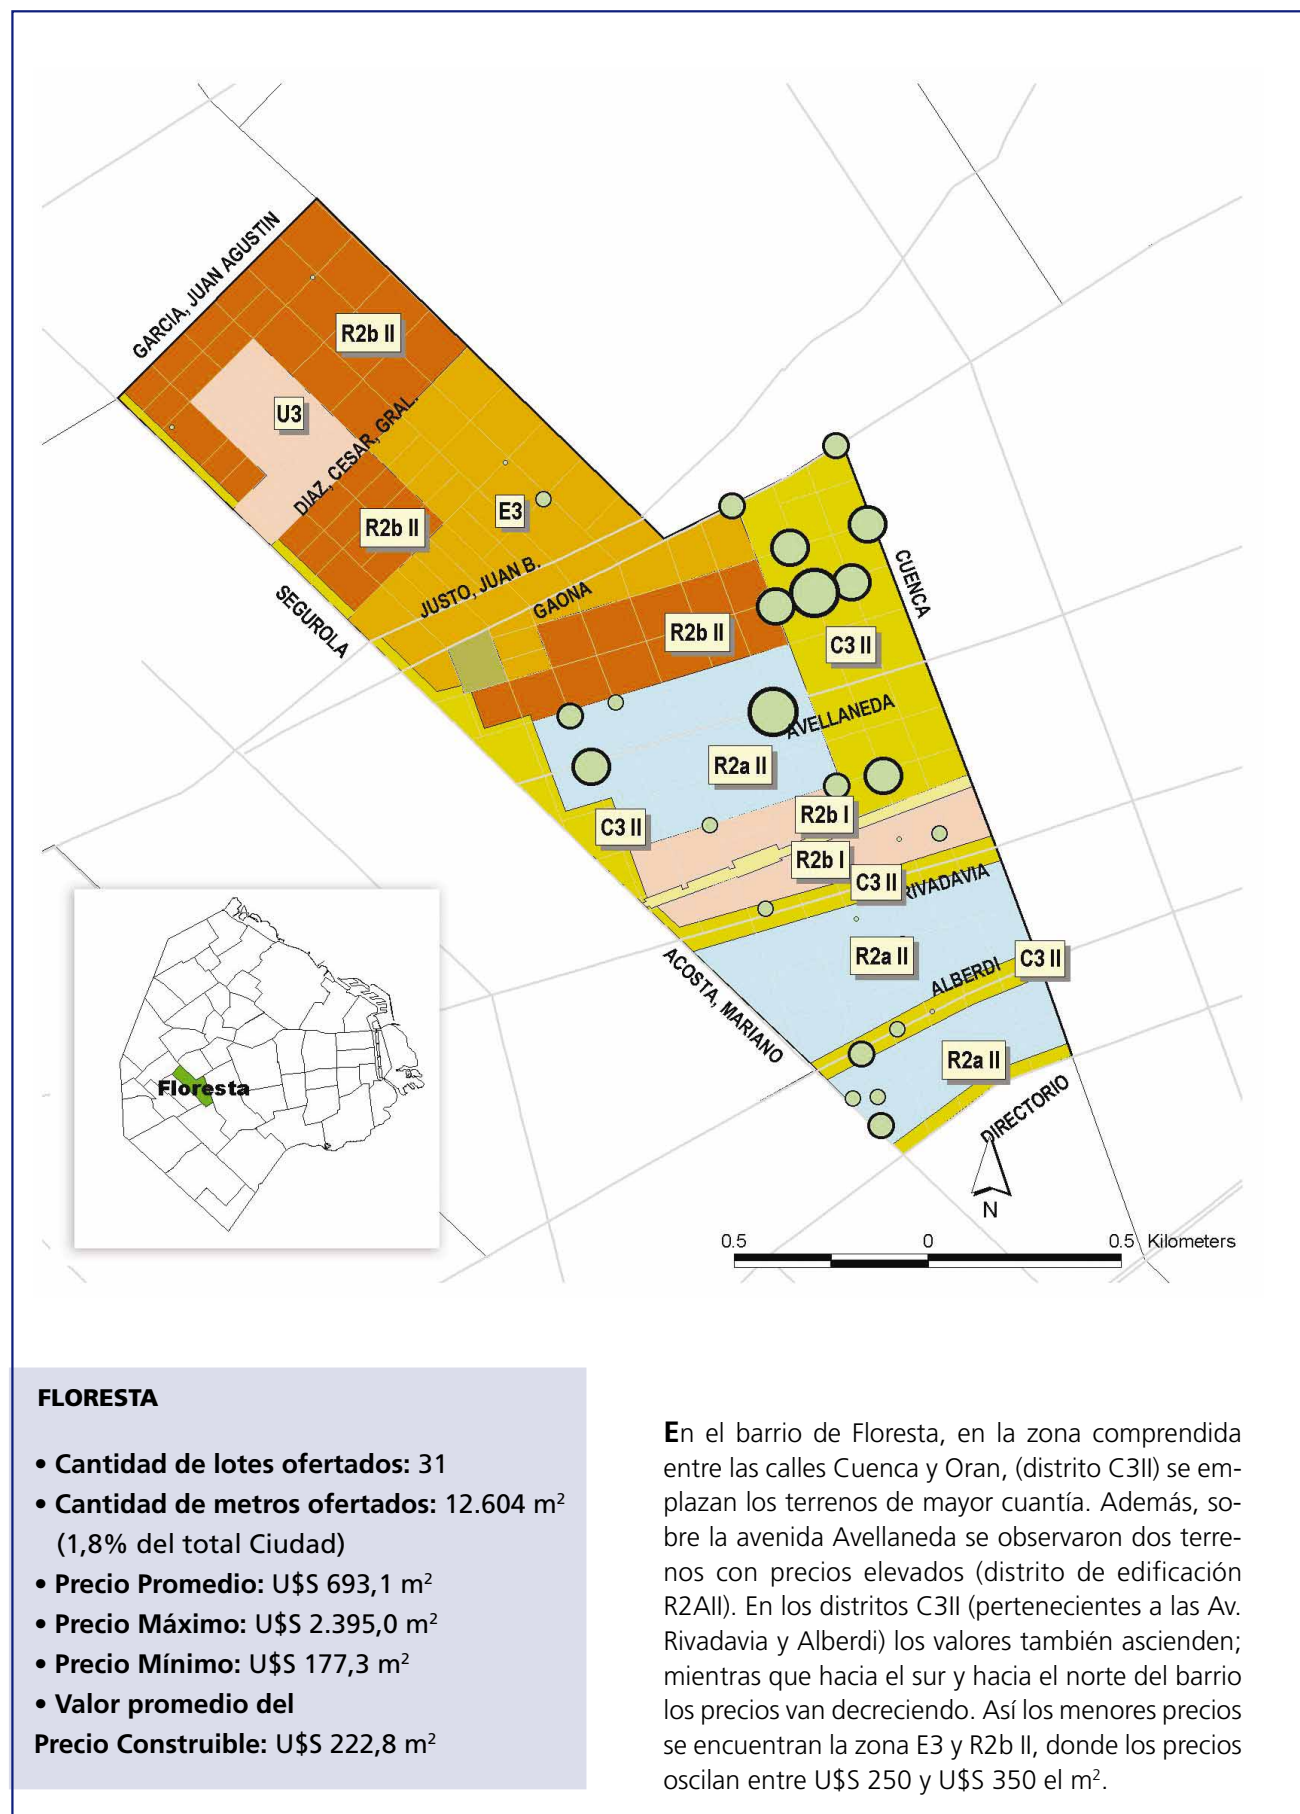 GARCIA, JUAN AGUSTIN
R2b II
U3
DIAZ, CESAR, GRAL.
R2b II
E3
JUSTO, JUAN B.
GAONA
SEGUROLA
CUENCA
R2b II
C3 II
AVELLANEDA
R2a II
C3 II
R2b I
R2b I
C3 II
RIVADAVIA
R2a II
C3 II
ALBERDI
ACOSTA, MARIANO
R2a II
DIRECTORIO
Floresta
N
0.5 0 0.5 Kilometers
FLORESTA
• Cantidad de lotes ofertados: 31
• Cantidad de metros ofertados: 12.604 m²
(1,8% del total Ciudad)
• Precio Promedio: U$S 693,1 m²
• Precio Máximo: U$S 2.395,0 m²
• Precio Mínimo: U$S 177,3 m²
• Valor promedio del
Precio Construible: U$S 222,8 m²
En el barrio de Floresta, en la zona comprendida
entre las calles Cuenca y Oran, (distrito C3II) se em-
plazan los terrenos de mayor cuantía. Además, so-
bre la avenida Avellaneda se observaron dos terre-
nos con precios elevados (distrito de edificación
R2AII). En los distritos C3II (pertenecientes a las Av.
Rivadavia y Alberdi) los valores también ascienden;
mientras que hacia el sur y hacia el norte del barrio
los precios van decreciendo. Así los menores precios
se encuentran la zona E3 y R2b II, donde los precios
oscilan entre U$S 250 y U$S 350 el m².